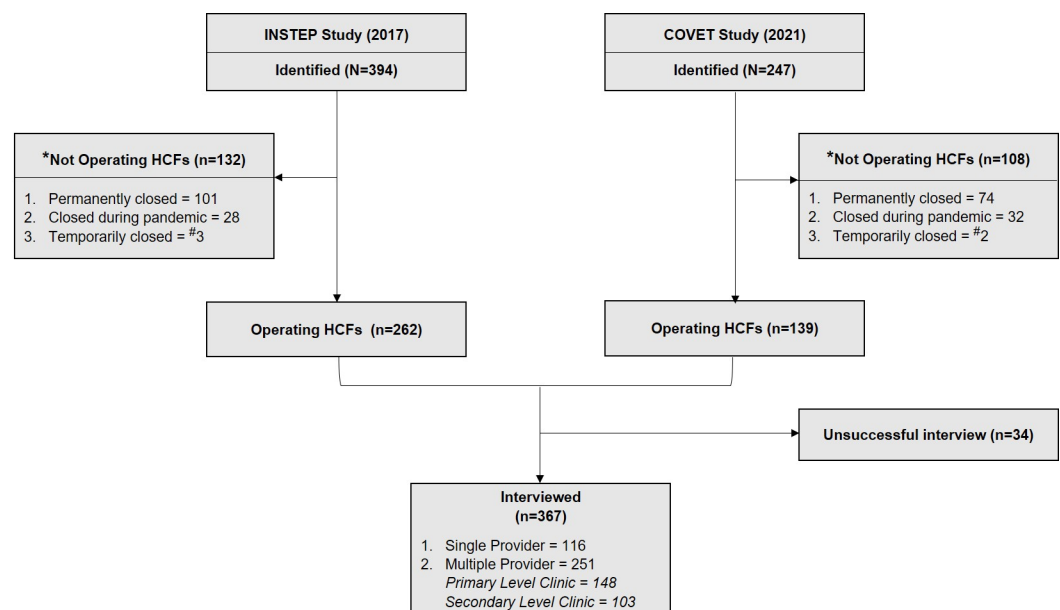 INSTEP Study (2017)
Identified (N=394)
COVET Study (2021)
Identified (N=247)
*Not Operating HCFs (n=132)
1. Permanently closed = 101
2. Closed during pandemic = 28
3. Temporarily closed = #3
*Not Operating HCFs (n=108)
1. Permanently closed = 74
2. Closed during pandemic = 32
3. Temporarily closed = #2
Operating HCFs (n=262)
Operating HCFs (n=139)
Unsuccessful interview (n=34)
Interviewed
(n=367)
1. Single Provider = 116
2. Multiple Provider = 251
Primary Level Clinic = 148
Secondary Level Clinic = 103